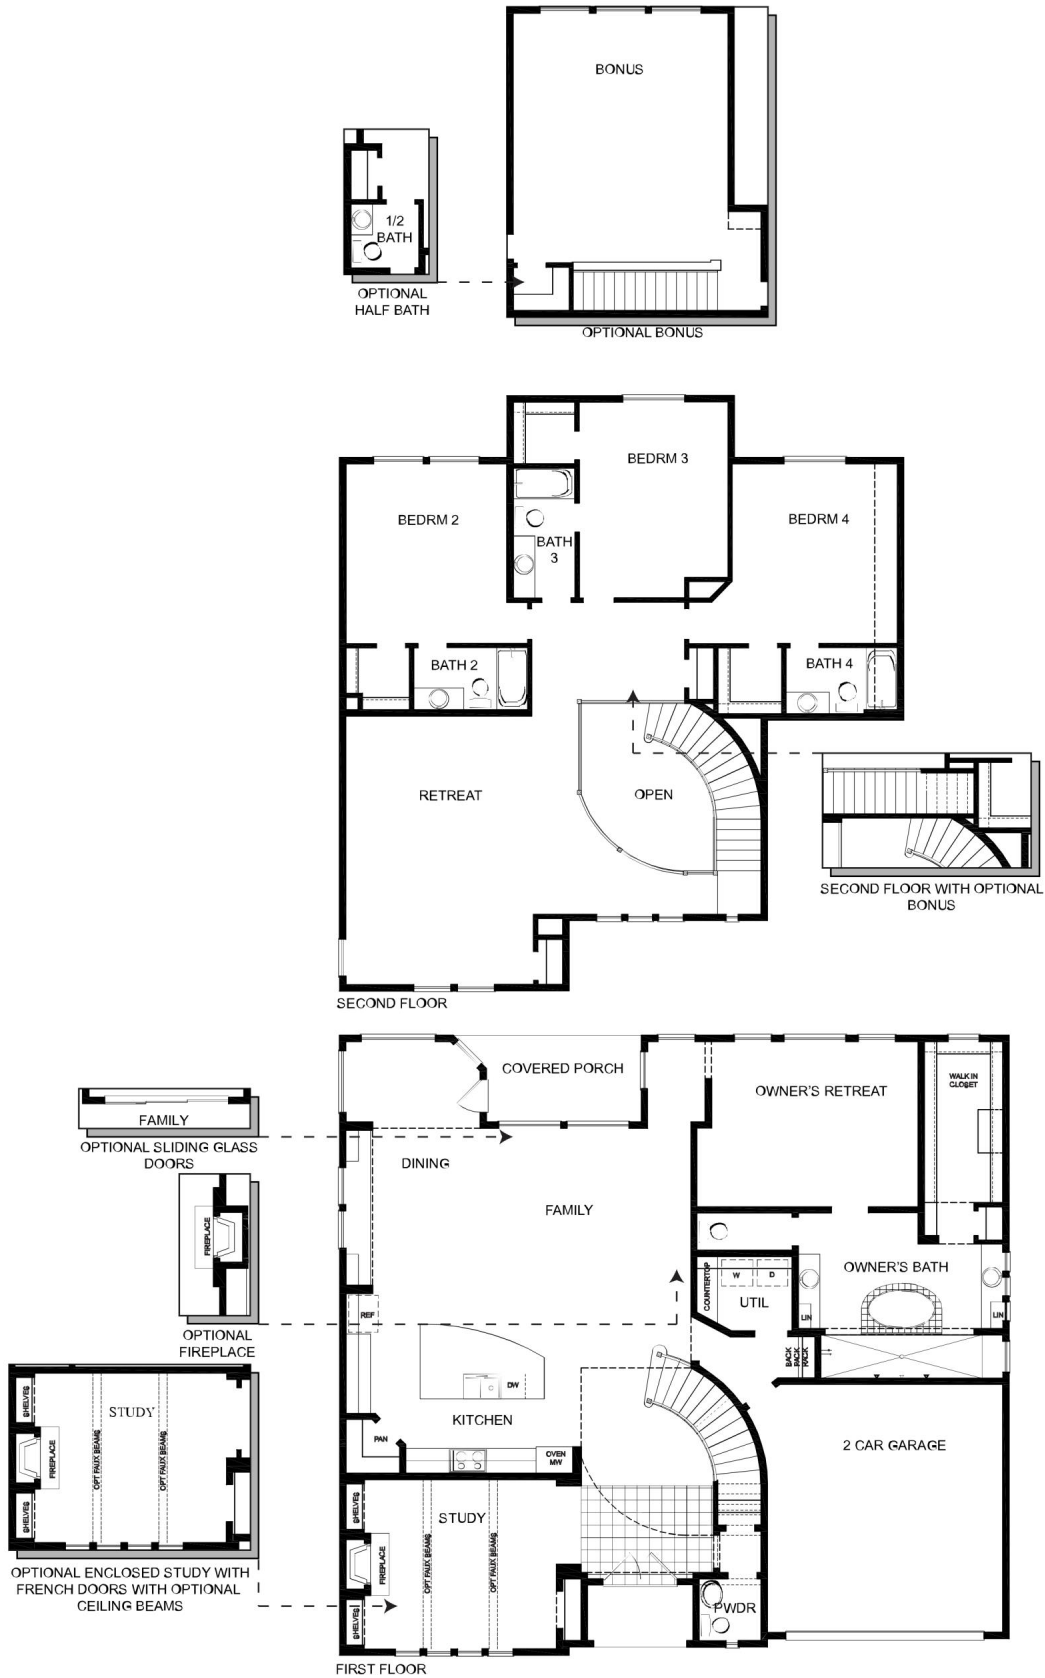 BONUS
1/2
BATH
OPTIONAL
HALF BATH
OPTIONAL BONUS
BEDRM 3
BEDRM 2
BEDRM 4
BATH
3
BATH 2
BATH 4
RETREAT
OPEN
SECOND FLOOR WITH OPTIONAL
BONUS
SECOND FLOOR
COVERED PORCH
OWNER'S RETREAT
WALK IN
CLOSET
FAMILY
OPTIONAL SLIDING GLASS
DOORS
DINING
FAMILY
FIREPLACE
OPTIONAL
FIREPLACE
COUNTERTOP
W
D
UTIL
OWNER'S BATH
LIN
LIN
REF
BACK
PACK
RACK
DW
KITCHEN
PAN
OVEN
MW
2 CAR GARAGE
SHELVES
STUDY
FIREPLACE
OPT FAUX BEAMS
OPT FAUX BEAMS
SHELVES
OPTIONAL ENCLOSED STUDY WITH
FRENCH DOORS WITH OPTIONAL
CEILING BEAMS
SHELVES
STUDY
FIREPLACE
OPT FAUX BEAMS
OPT FAUX BEAMS
SHELVES
PWDR
FIRST FLOOR